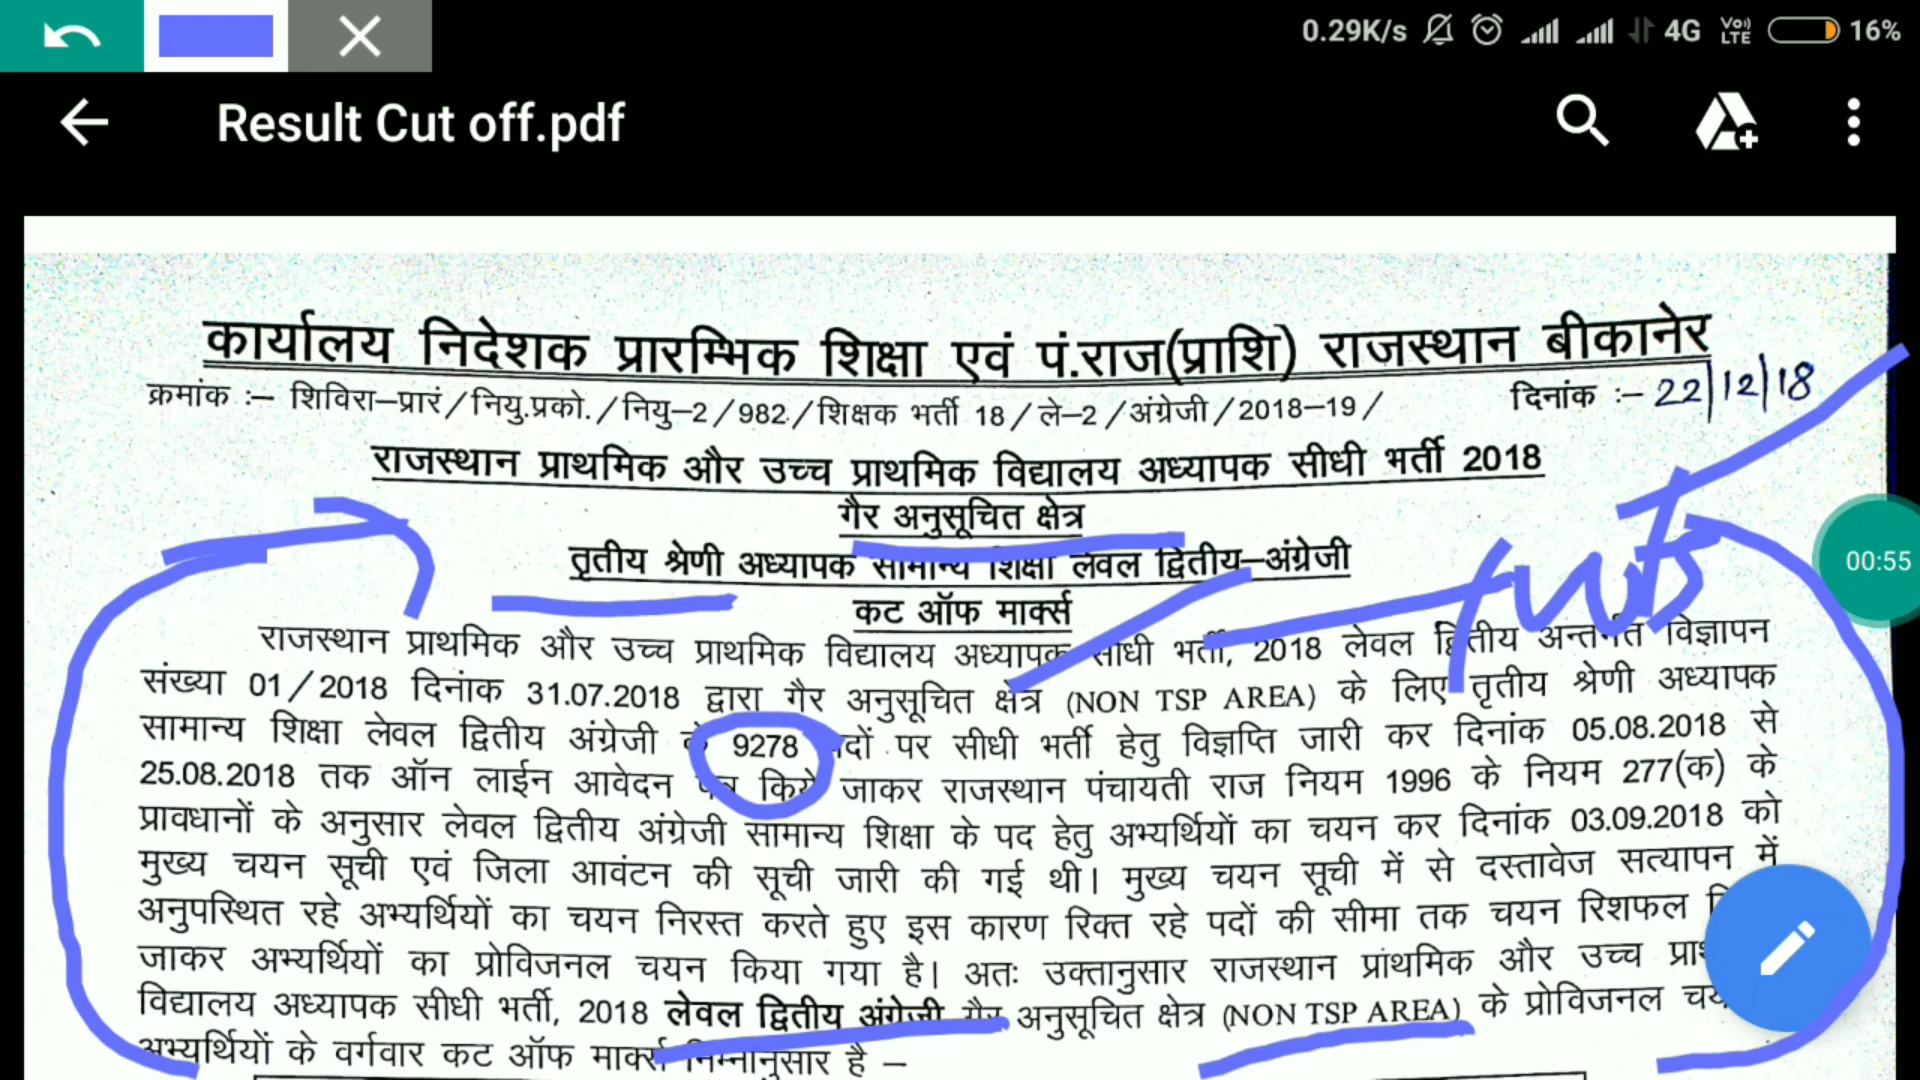 0.29K/s 4G Vo) LTE 16%
Result Cut off.pdf
कार्यालय निदेशक प्रारम्भिक शिक्षा एवं पं.राज(प्राशि) राजस्थान बीकानेर
क्रमांक :– शिविरा–प्रारं/नियु.प्रको./नियु–2/982/शिक्षक भर्ती 18/ले–2/अंग्रेजी/2018–19/ दिनांक :– 22/12/18
राजस्थान प्राथमिक और उच्च प्राथमिक विद्यालय अध्यापक सीधी भर्ती 2018
गैर अनुसूचित क्षेत्र
तृतीय श्रेणी अध्यापक सामान्य शिक्षा लेवल द्वितीय–अंग्रेजी
कट ऑफ मार्क्स
00:55
राजस्थान प्राथमिक और उच्च प्राथमिक विद्यालय अध्यापक सीधी भर्ती, 2018 लेवल द्वितीय अन्तर्गत विज्ञापन
संख्या 01/2018 दिनांक 31.07.2018 द्वारा गैर अनुसूचित क्षेत्र (NON TSP AREA) के लिए तृतीय श्रेणी अध्यापक
सामान्य शिक्षा लेवल द्वितीय अंग्रेजी के 9278 पदों पर सीधी भर्ती हेतु विज्ञप्ति जारी कर दिनांक 05.08.2018 से
25.08.2018 तक ऑन लाईन आवेदन पत्र किये जाकर राजस्थान पंचायती राज नियम 1996 के नियम 277(क) के
प्रावधानों के अनुसार लेवल द्वितीय अंग्रेजी सामान्य शिक्षा के पद हेतु अभ्यर्थियों का चयन कर दिनांक 03.09.2018 को
मुख्य चयन सूची एवं जिला आवंटन की सूची जारी की गई थी। मुख्य चयन सूची में से दस्तावेज सत्यापन में
अनुपस्थित रहे अभ्यर्थियों का चयन निरस्त करते हुए इस कारण रिक्त रहे पदों की सीमा तक चयन रिशफल
जाकर अभ्यर्थियों का प्रोविजनल चयन किया गया है। अतः उक्तानुसार राजस्थान प्रांथमिक और उच्च
विद्यालय अध्यापक सीधी भर्ती, 2018 लेवल द्वितीय अंग्रेजी गैर अनुसूचित क्षेत्र (NON TSP AREA) के प्रोविजनल
अभ्यर्थियों के वर्गवार कट ऑफ मार्क्स निम्नानुसार है –